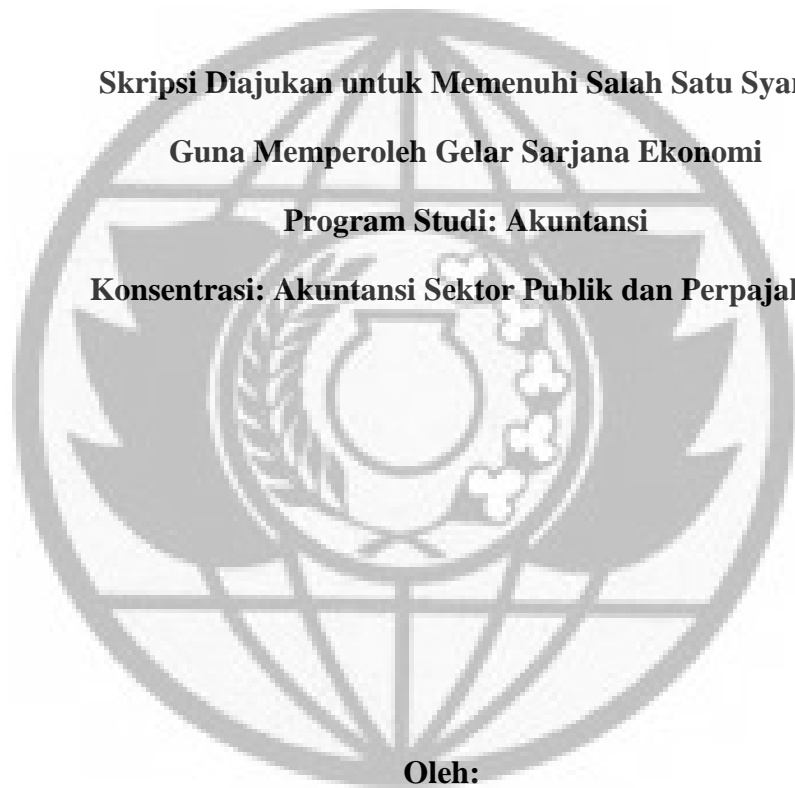 Skripsi Diajukan untuk Memenuhi Salah Satu
Guna Memperoleh Gelar Sarjana Ekonomi
Program Studi: Akuntansi
Konsentrasi: Akuntansi Sektor Publik dan
Oleh: